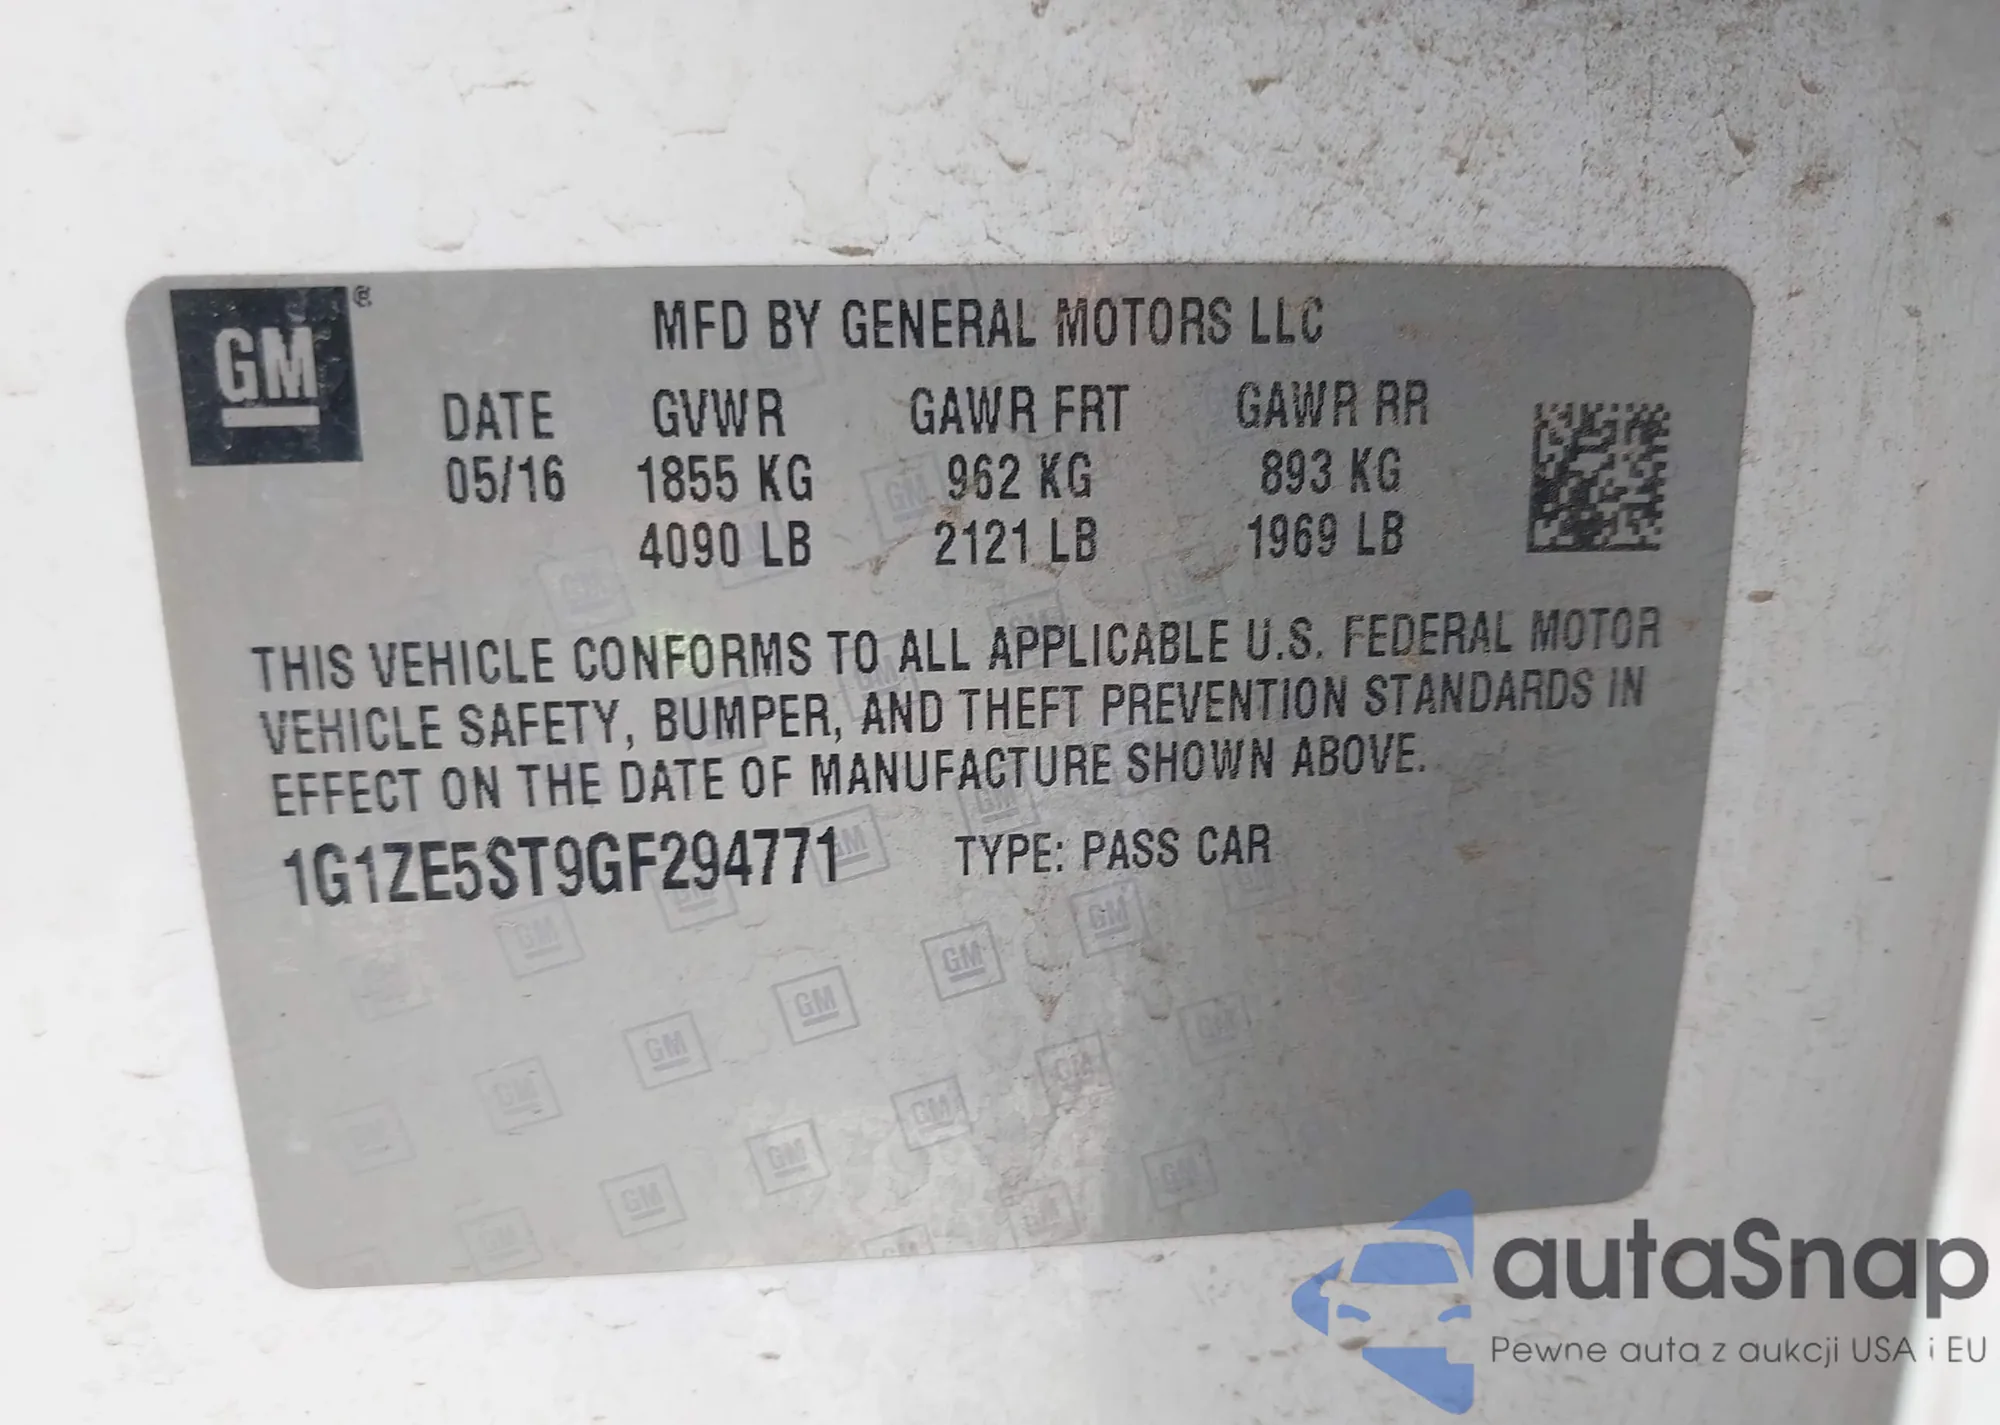 GM®
MFD BY GENERAL MOTORS LLC
DATE GVWR GAWR FRT GAWR RR
05/16 1855 KG 962 KG 893 KG
4090 LB 2121 LB 1969 LB
THIS VEHICLE CONFORMS TO ALL APPLICABLE U.S. FEDERAL MOTOR
VEHICLE SAFETY, BUMPER, AND THEFT PREVENTION STANDARDS IN
EFFECT ON THE DATE OF MANUFACTURE SHOWN ABOVE.
1G1ZE5ST9GF294771 TYPE: PASS CAR
autaSnap
Pewne auta z aukcji USA i EU